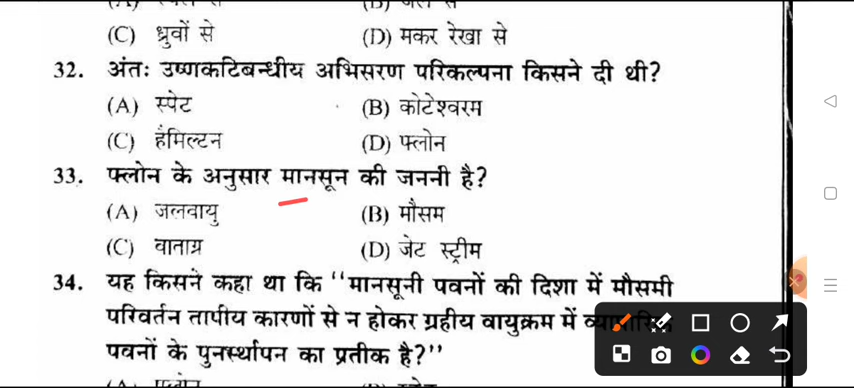 (C) ध्रुवों से (D) मकर रेखा से
32. अंतः उष्णकटिबन्धीय अभिसरण परिकल्पना किसने दी थी?
(A) स्पेट (B) कोटेश्वरम
(C) हैमिल्टन (D) फ्लोन
33. फ्लोन के अनुसार मानसून की जननी है?
(A) जलवायु (B) मौसम
(C) वाताग्र (D) जेट स्ट्रीम
34. यह किसने कहा था कि ‘‘मानसूनी पवनों की दिशा में मौसमी
परिवर्तन तापीय कारणों से न होकर ग्रहीय वायुक्रम में
पवनों के पुनर्स्थापन का प्रतीक है?’’